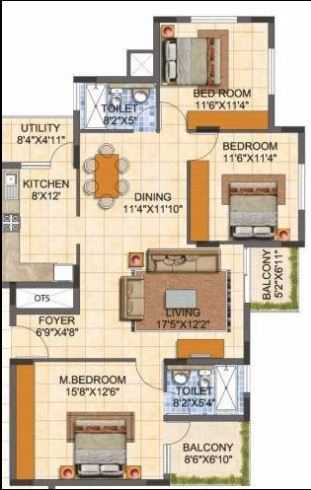 BED ROOM
11'6"X11'4"
TOILET
8'2"X5'
UTILITY
8'4"X4'11"
BEDROOM
11'6"X11'4"
KITCHEN
8'X12'
DINING
11'4"X11'10"
BALCONY
5'2"X6'11"
OTS
FOYER
6'9"X4'8"
LIVING
17'5"X12'2"
M.BEDROOM
15'8"X12'6"
TOILET
8'2"X5'4"
BALCONY
8'6"X6'10"